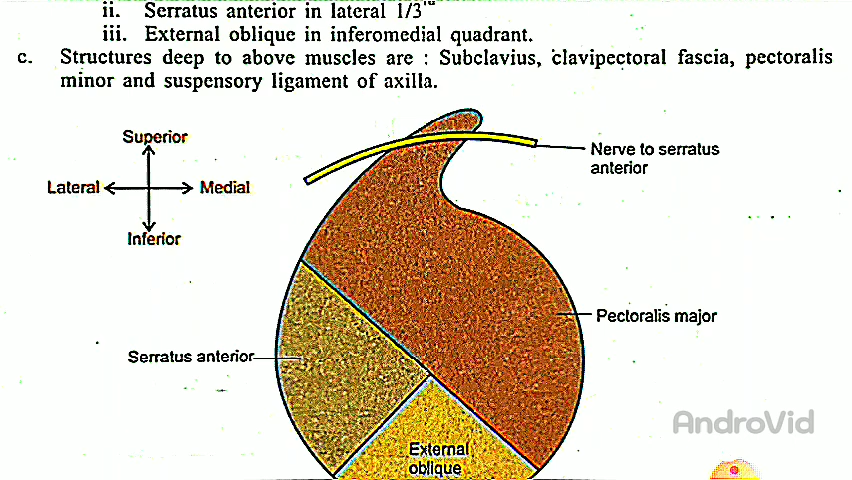 ii. Serratus anterior in lateral 1/3rd
iii. External oblique in inferomedial quadrant.
c. Structures deep to above muscles are : Subclavius, clavipectoral fascia, pectoralis
minor and suspensory ligament of axilla.
Superior
Lateral
Medial
Inferior
Nerve to serratus
anterior
Pectoralis major
Serratus anterior
External
oblique
AndroVid